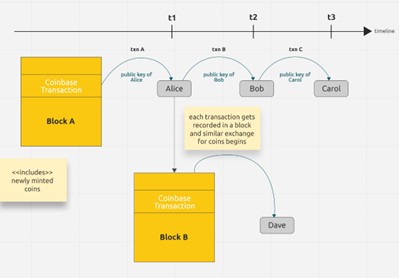 t1
t2
t3
timeline
txn A
txn B
txn C
public key of
Alice
public key of
Bob
public key of
Carol
Coinbase
Transaction
Block A
Alice
Bob
Carol
each transaction gets
recorded in a block
and similar exchange
for coins begins
<<includes>>
newly minted
coins
Coinbase
Transaction
Block B
Dave